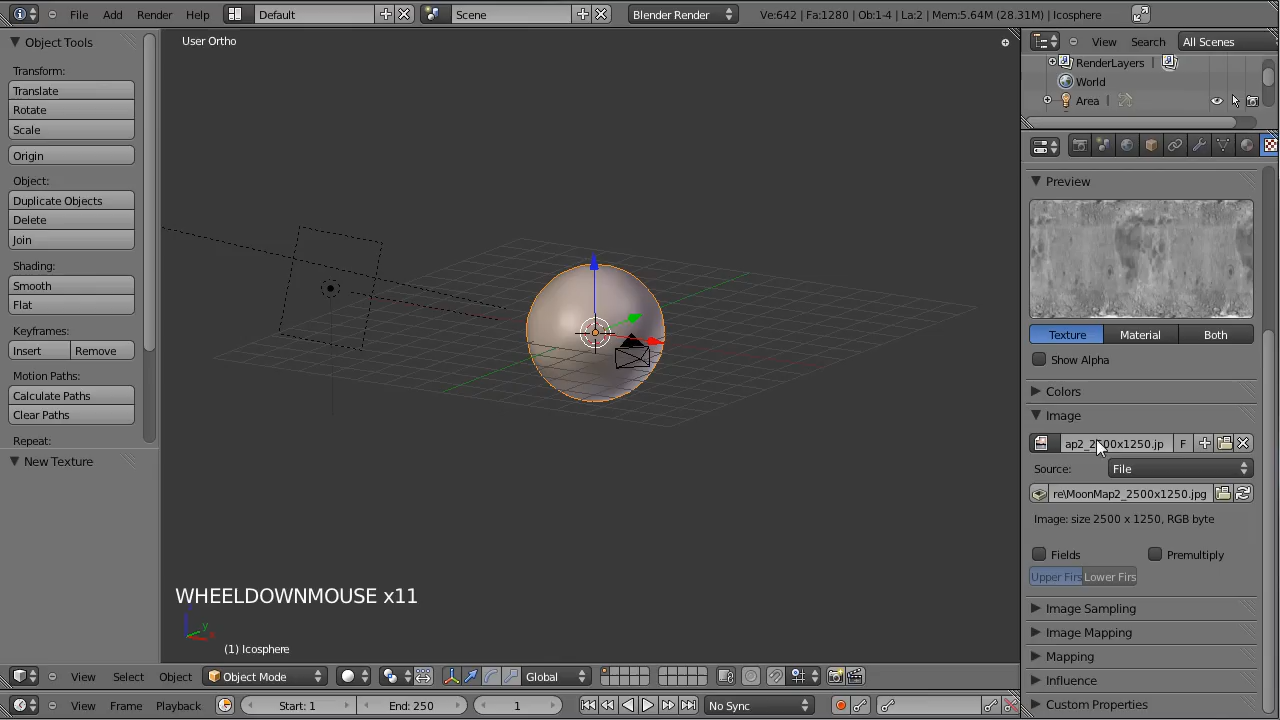 File Add Render Help Default Scene Blender Render Ve:642 | Fa:1280 | Ob:1-4 | La:2 | Mem:5.64M (28.31M) | Icosphere
Object Tools
Transform:
Translate
Rotate
Scale
Origin
Object:
Duplicate Objects
Delete
Join
Shading:
Smooth
Flat
Keyframes:
Insert Remove
Motion Paths:
Calculate Paths
Clear Paths
Repeat:
New Texture
User Ortho
WHEELDOWNMOUSE x11
z
y
x
(1) Icosphere
View Select Object Object Mode Global
View Frame Playback Start: 1 End: 250 1 No Sync
View Search All Scenes
RenderLayers |
World
Area |
Preview
Texture Material Both
Show Alpha
Colors
Image
ap2_2500x1250.jp F
Source: File
re\MoonMap2_2500x1250.jpg
Image: size 2500 x 1250, RGB byte
Fields Premultiply
Upper Firs Lower Firs
Image Sampling
Image Mapping
Mapping
Influence
Custom Properties